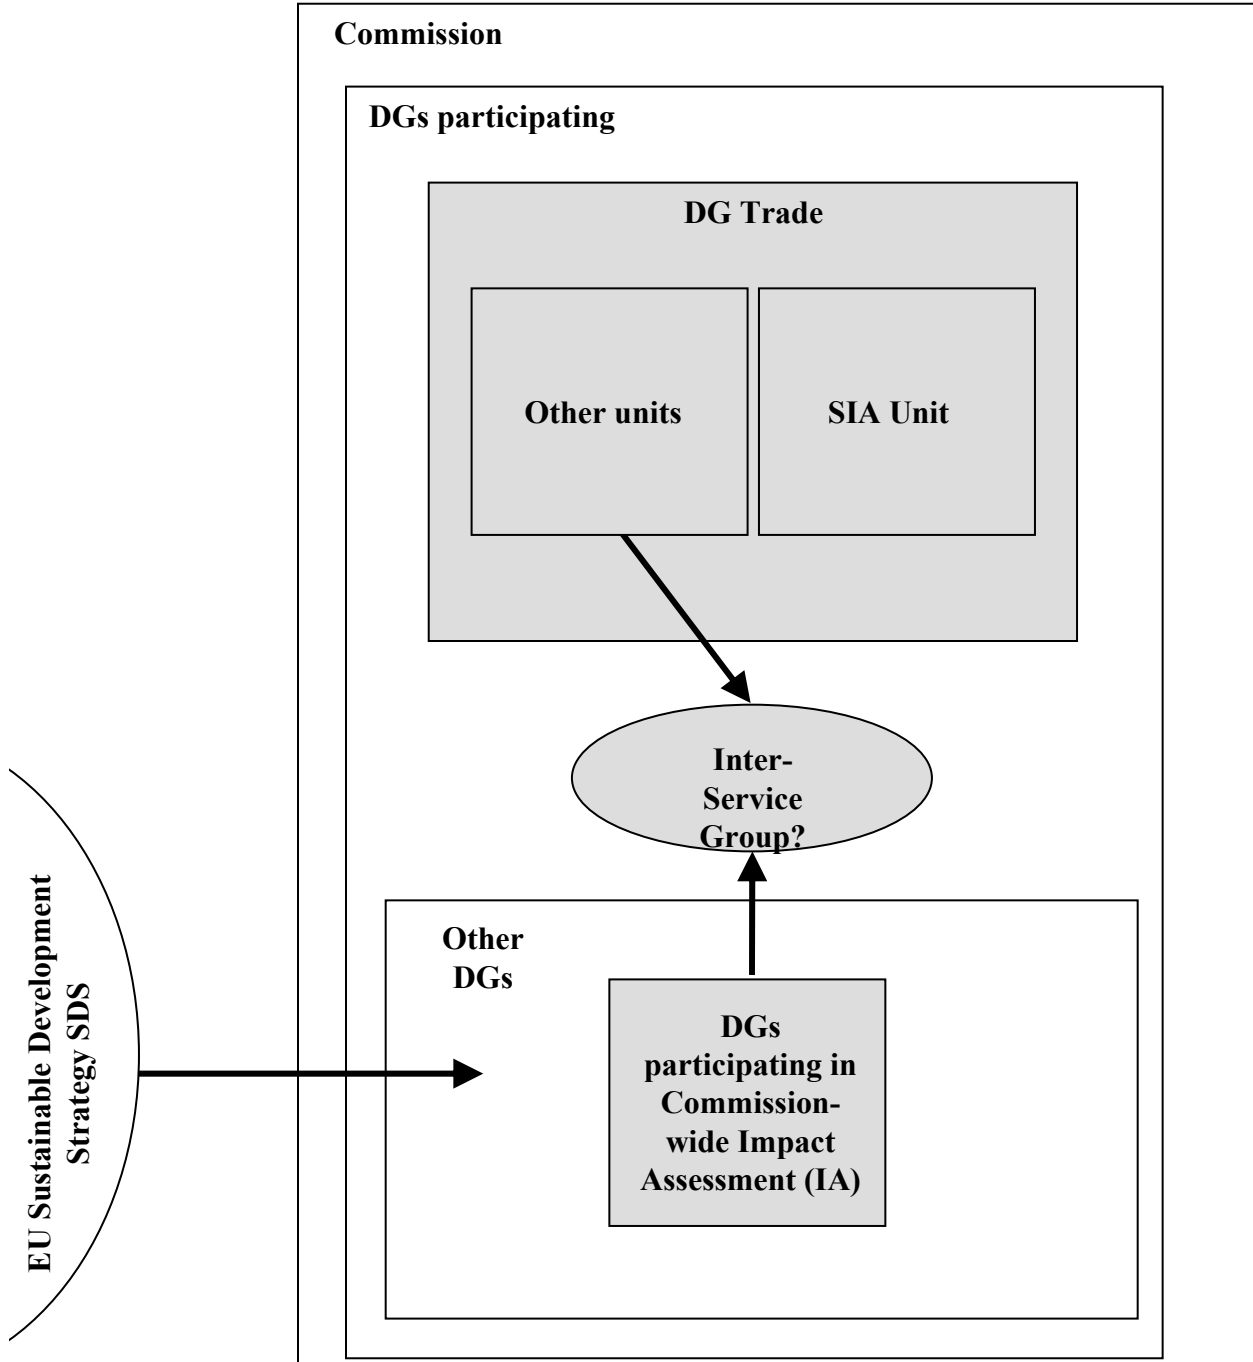 Commission
DGs participating
DG Trade
Other units
SIA Unit
Inter-
Service
Group?
Other
DGs
DGs
participating in
Commission-
wide Impact
Assessment (IA)
EU Sustainable Development
Strategy SDS